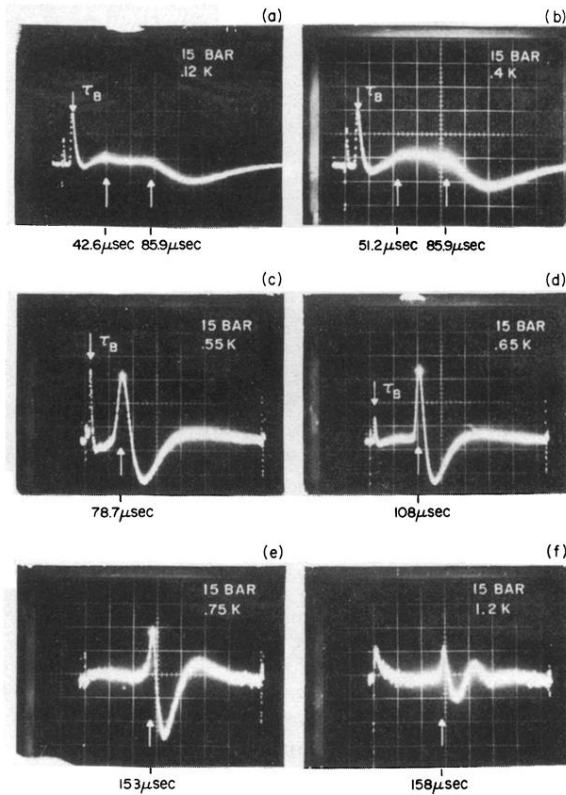 (a)
15 BAR
.12 K
τB
42.6μsec 85.9μsec
(b)
15 BAR
.4 K
τB
51.2μsec 85.9μsec
(c)
15 BAR
.55 K
τB
78.7μsec
(d)
15 BAR
.65 K
τB
108μsec
(e)
15 BAR
.75 K
153μsec
(f)
15 BAR
1.2 K
158μsec